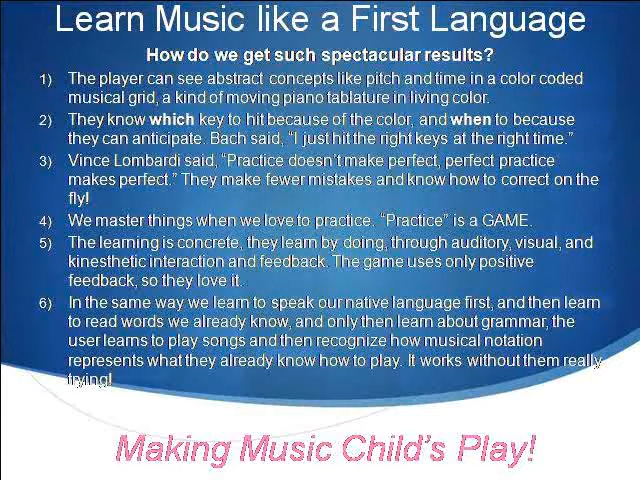 Learn Music like a First Language
How do we get such spectacular results?
1) The player can see abstract concepts like pitch and time in a color coded
musical grid, a kind of moving piano tablature in living color.
2) They know which key to hit because of the color, and when to because
they can anticipate. Bach said, “I just hit the right keys at the right time.”
3) Vince Lombardi said, “Practice doesn’t make perfect, perfect practice
makes perfect.” They make fewer mistakes and know how to correct on the
fly!
4) We master things when we love to practice. “Practice” is a GAME.
5) The learning is concrete, they learn by doing, through auditory, visual, and
kinesthetic interaction and feedback. The game uses only positive
feedback, so they love it.
6) In the same way we learn to speak our native language first, and then learn
to read words we already know, and only then learn about grammar, the
user learns to play songs and then recognize how musical notation
represents what they already know how to play. It works without them really
trying!
Making Music Child’s Play!